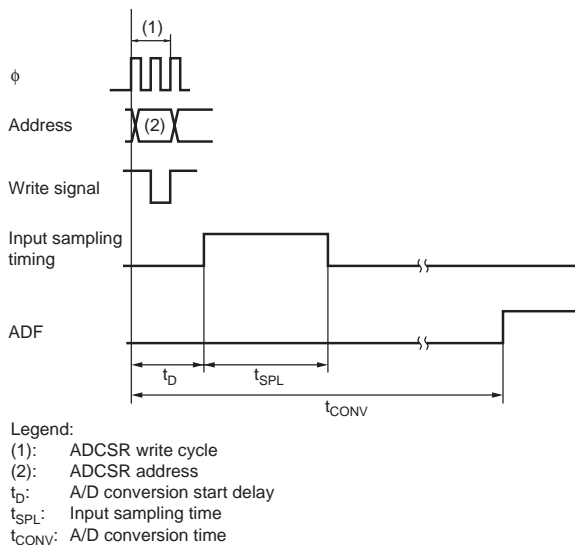 (1)
ϕ
Address
(2)
Write signal
Input sampling
timing
ADF
tD
tSPL
tCONV
Legend:
(1): ADCSR write cycle
(2): ADCSR address
tD: A/D conversion start delay
tSPL: Input sampling time
tCONV: A/D conversion time